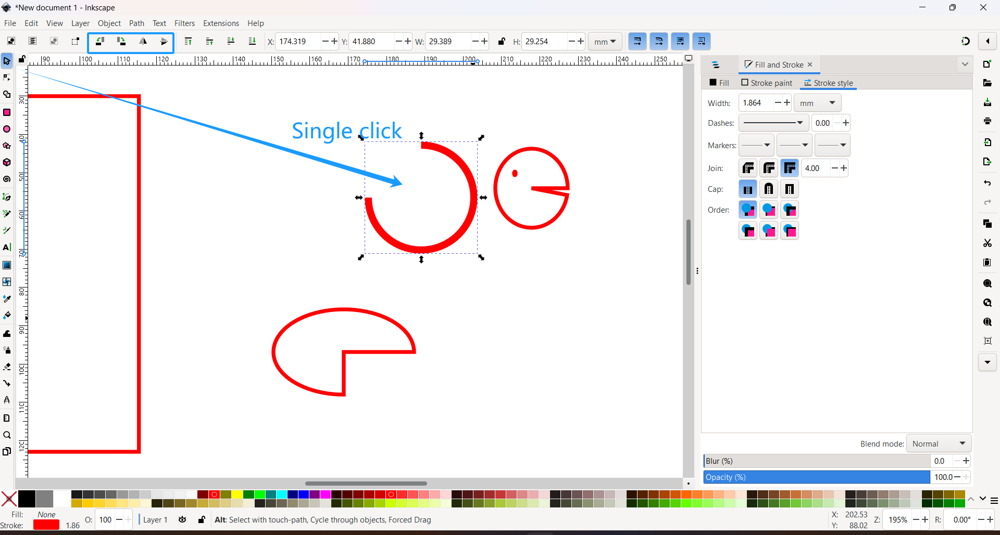 *New document 1 - Inkscape
File Edit View Layer Object Path Text Filters Extensions Help
X: 174.319 Y: 41.880 W: 29.389 H: 29.254 mm
90 100 110 120 130 140 150 160 170 180 190 200 210 220 230 240 250
Fill and Stroke
Fill Stroke paint Stroke style
Width: 1.864 mm
Dashes: 0.00
Markers:
Join: 4.00
Cap:
Order:
Single click
30
40
50
60
70
80
90
100
110
120
Blend mode: Normal
Blur (%) 0.0
Opacity (%) 100.0
Fill: None
Stroke: 1.86
O: 100
Layer 1
Alt: Select with touch-path, Cycle through objects, Forced Drag
X: 202.53
Y: 88.02
Z: 195% R: 0.00°